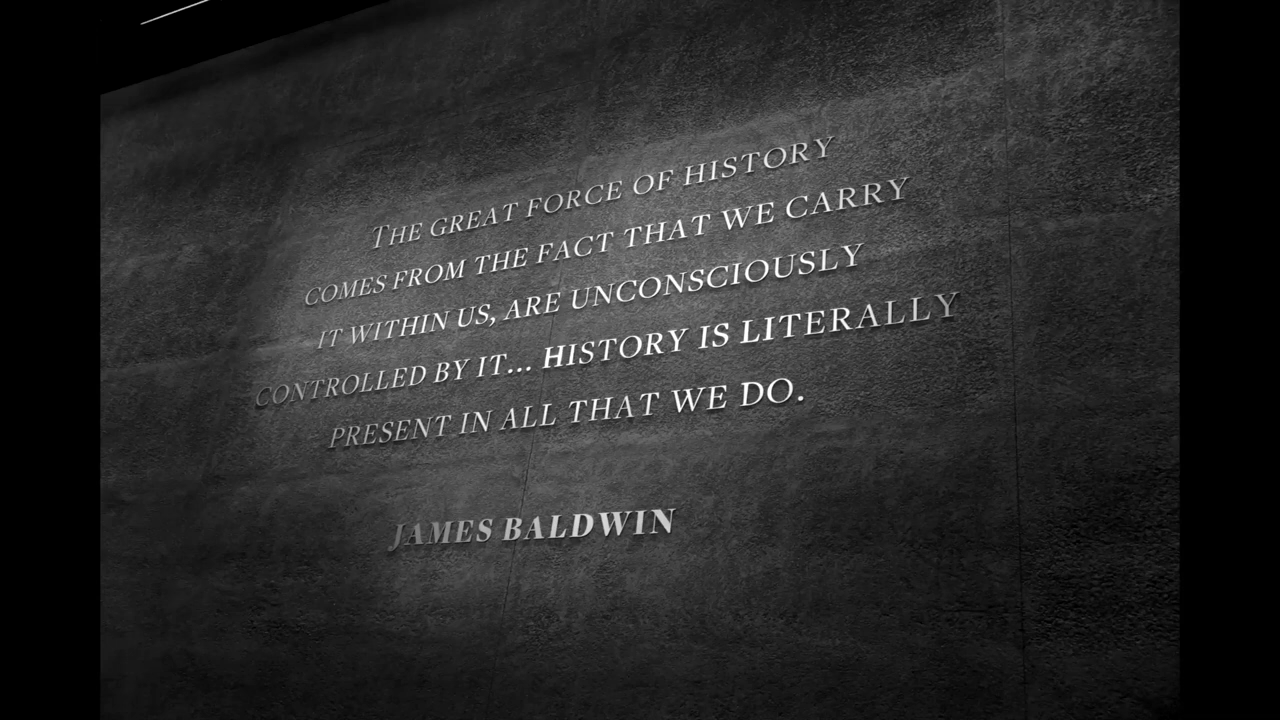 THE GREAT FORCE OF HISTORY
COMES FROM THE FACT THAT WE CARRY
IT WITHIN US, ARE UNCONSCIOUSLY
CONTROLLED BY IT... HISTORY IS LITERALLY
PRESENT IN ALL THAT WE DO.
JAMES BALDWIN